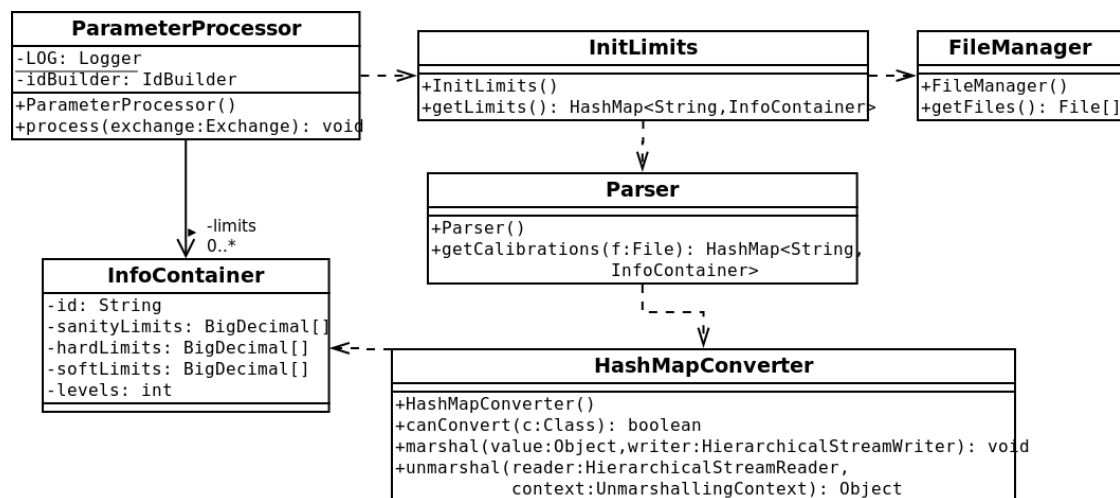 ParameterProcessor
-LOG: Logger
-idBuilder: IdBuilder
+ParameterProcessor()
+process(exchange:Exchange): void
InitLimits
+InitLimits()
+getLimits(): HashMap<String,InfoContainer>
FileManager
+FileManager()
+getFiles(): File[]
Parser
+Parser()
+getCalibrations(f:File): HashMap<String,
InfoContainer>
-limits
0..*
InfoContainer
-id: String
-sanityLimits: BigDecimal[]
-hardLimits: BigDecimal[]
-softLimits: BigDecimal[]
-levels: int
HashMapConverter
+HashMapConverter()
+canConvert(c:Class): boolean
+marshal(value:Object,writer:HierarchicalStreamWriter): void
+unmarshal(reader:HierarchicalStreamReader,
context:UnmarshallingContext): Object